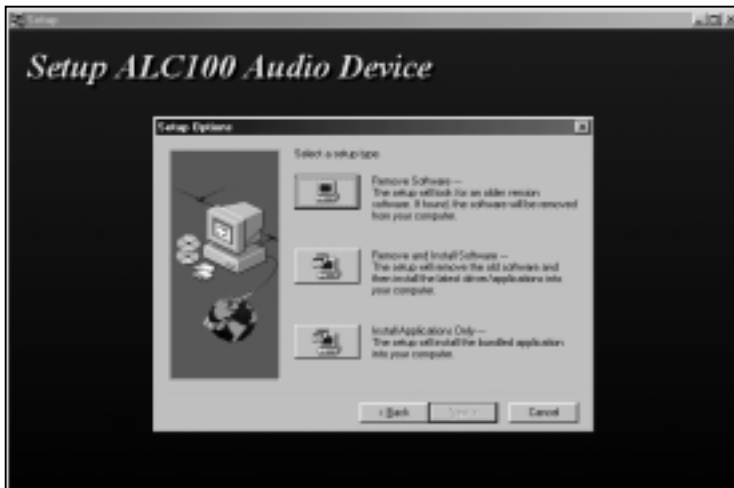 Setup
Setup ALC100 Audio Device
Setup Options
Select a setup type
Remove Software --
The setup will look for an older version
software. If found, the software will be removed
from your computer.
Remove and Install Software --
The setup will remove the old software and
then install the latest driver/applications into
your computer.
Install Applications Only --
The setup will install the bundled application
into your computer.
< Back
Cancel